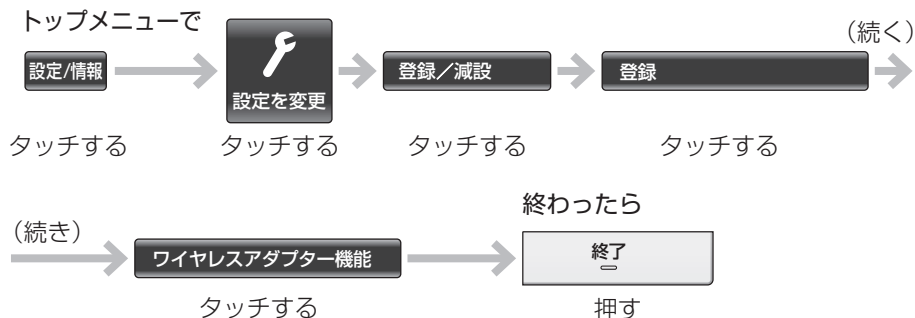 トップメニューで
(続く)
設定/情報
設定を変更
登録／減設
登録
タッチする
タッチする
タッチする
タッチする
(続き)
ワイヤレスアダプター機能
タッチする
終わったら
終了
押す